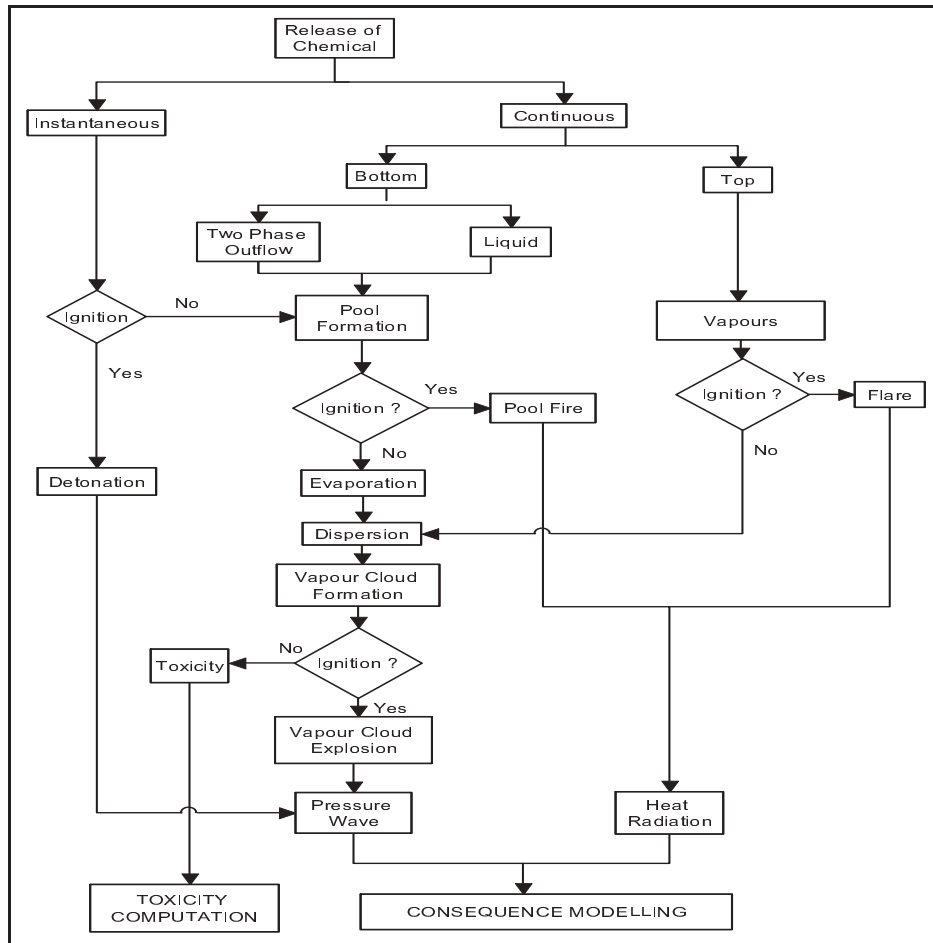 Release of
Chemical
Instantaneous
Continuous
Bottom
Top
Two Phase
Outflow
Liquid
Ignition
No
Pool
Formation
Vapours
Yes
Ignition ?
Yes
Pool Fire
Ignition ?
Yes
Flare
No
No
Detonation
Evaporation
Dispersion
Vapour Cloud
Formation
No
Toxicity
Ignition ?
Yes
Vapour Cloud
Explosion
Pressure
Wave
Heat
Radiation
TOXICITY
COMPUTATION
CONSEQUENCE MODELLING